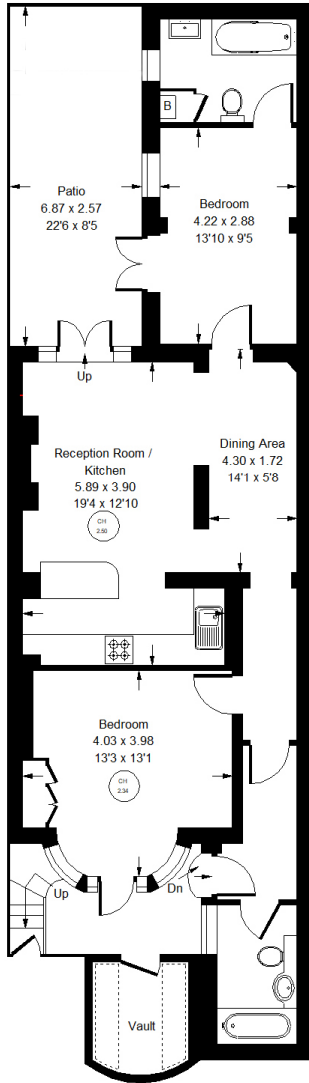 B
Patio
6.87 x 2.57
22'6 x 8'5
Bedroom
4.22 x 2.88
13'10 x 9'5
Up
Reception Room /
Kitchen
5.89 x 3.90
19'4 x 12'10
CH
2.50
Dining Area
4.30 x 1.72
14'1 x 5'8
Bedroom
4.03 x 3.98
13'3 x 13'1
CH
2.34
Up
Dn
Vault